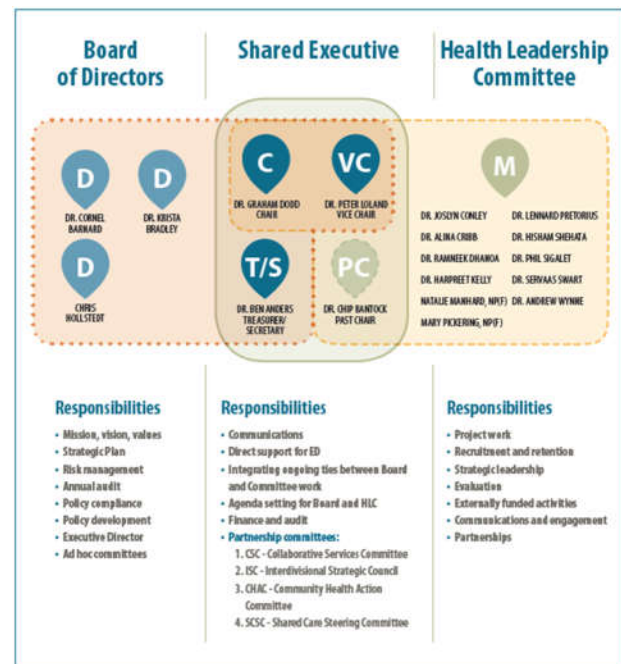 Board
of Directors
Shared Executive
Health Leadership
Committee
D
DR. CORNEL
BARNARD
D
DR. KRISTA
BRADLEY
D
CHRIS
HOLLSTEDT
C
DR. GRAHAM DODD
CHAIR
VC
DR. PETER LOLAND
VICE CHAIR
T/S
DR. BEN ANDERS
TREASURER/
SECRETARY
PC
DR. CHIP BANTOCK
PAST CHAIR
M
DR. JOSLYN CONLEY
DR. ALINA CRIBB
DR. RAMNEEK DHANOA
DR. HARPREET KELLY
NATALIE MANHARD, NP(F)
MARY PICKERING, NP(F)
DR. LENNARD PRETORIUS
DR. HISHAM SHEHATA
DR. PHIL SIGALET
DR. SERVAAS SWART
DR. ANDREW WYNNE
Responsibilities
• Mission, vision, values
• Strategic Plan
• Risk management
• Annual audit
• Policy compliance
• Policy development
• Executive Director
• Ad hoc committees
Responsibilities
• Communications
• Direct support for ED
• Integrating ongoing ties between Board
and Committee work
• Agenda setting for Board and HLC
• Finance and audit
• Partnership committees:
1. CSC - Collaborative Services Committee
2. ISC - Interdivisional Strategic Council
3. CHAC - Community Health Action
Committee
4. SCSC - Shared Care Steering Committee
Responsibilities
• Project work
• Recruitment and retention
• Strategic leadership
• Evaluation
• Externally funded activities
• Communications and engagement
• Partnerships